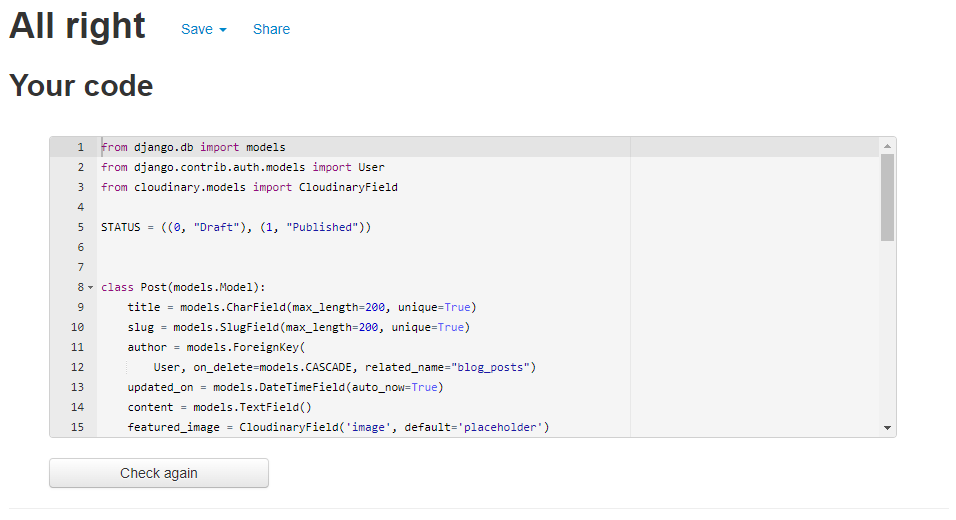 All right Save Share
Your code
1 from django.db import models
2 from django.contrib.auth.models import User
3 from cloudinary.models import CloudinaryField
4
5 STATUS = ((0, "Draft"), (1, "Published"))
6
7
8 class Post(models.Model):
9     title = models.CharField(max_length=200, unique=True)
10     slug = models.SlugField(max_length=200, unique=True)
11     author = models.ForeignKey(
12         User, on_delete=models.CASCADE, related_name="blog_posts")
13     updated_on = models.DateTimeField(auto_now=True)
14     content = models.TextField()
15     featured_image = CloudinaryField('image', default='placeholder')
Check again